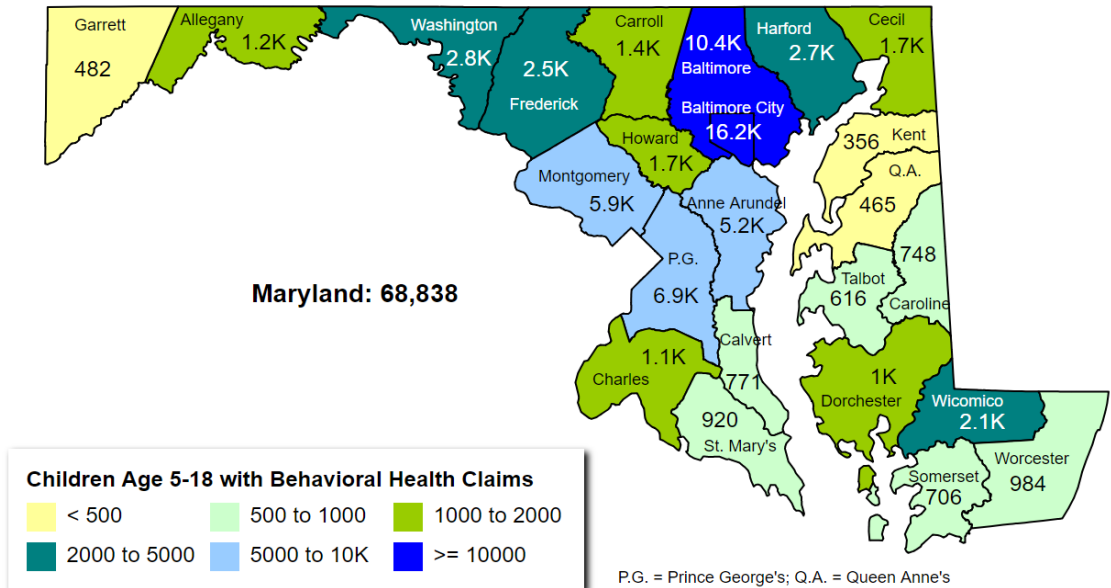 Garrett
482
Allegany
1.2K
Washington
2.8K
2.5K
Frederick
Carroll
1.4K
10.4K
Baltimore
Baltimore City
16.2K
Harford
2.7K
Cecil
1.7K
Howard
1.7K
Montgomery
5.9K
Anne Arundel
5.2K
P.G.
6.9K
356
Kent
Q.A.
465
748
Caroline
Talbot
616
Maryland: 68,838
Calvert
771
1.1K
Charles
920
St. Mary's
1K
Dorchester
Wicomico
2.1K
Somerset
706
Worcester
984
Children Age 5-18 with Behavioral Health Claims
< 500
500 to 1000
1000 to 2000
2000 to 5000
5000 to 10K
>= 10000
P.G. = Prince George's; Q.A. = Queen Anne's